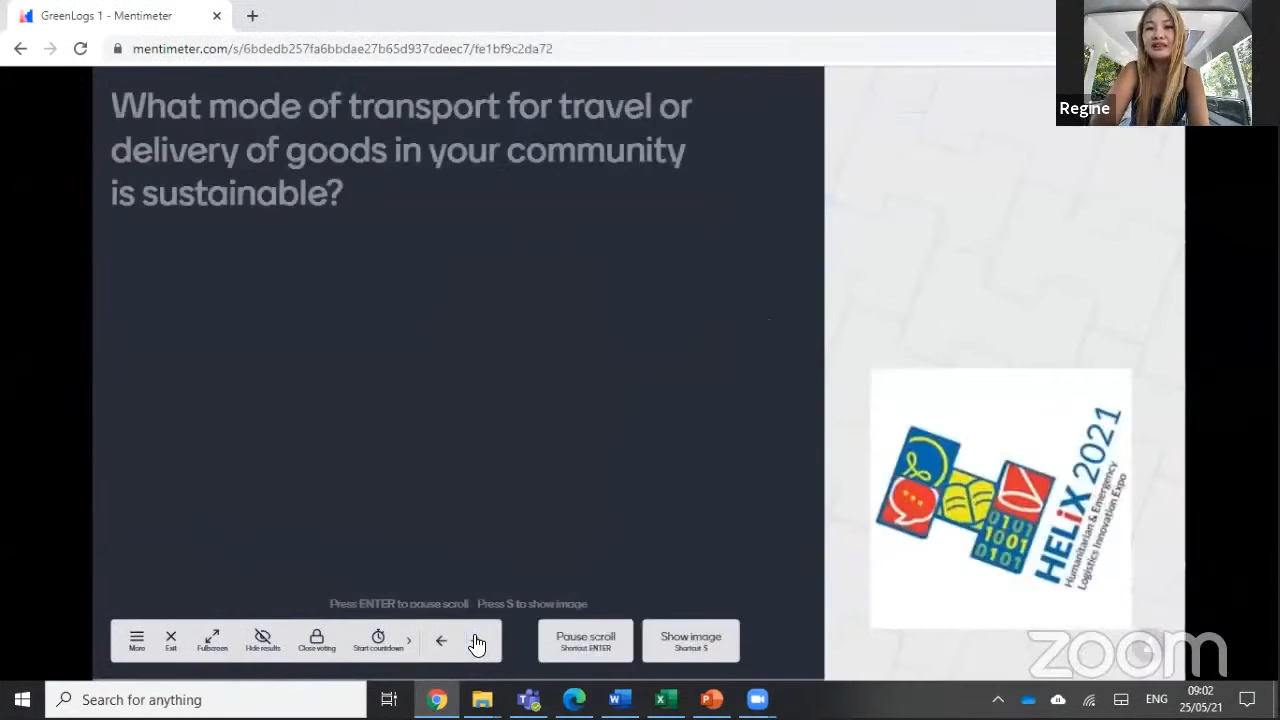 GreenLogs 1 - Mentimeter
mentimeter.com/s/6bdedb257fa6bbdae27b65d937cdeec7/fe1bf9c2da72
Regine
What mode of transport for travel or
delivery of goods in your community
is sustainable?
0101
1001
0101
HELiX 2021
Humanitarian & Emergency
Logistics Innovation Expo
Press ENTER to pause scroll Press S to show image
More
Exit
Fullscreen
Hide results
Close voting
Start countdown
Pause scroll
Shortcut ENTER
Show image
Shortcut S
zoom
Search for anything
ENG
09:02
25/05/21